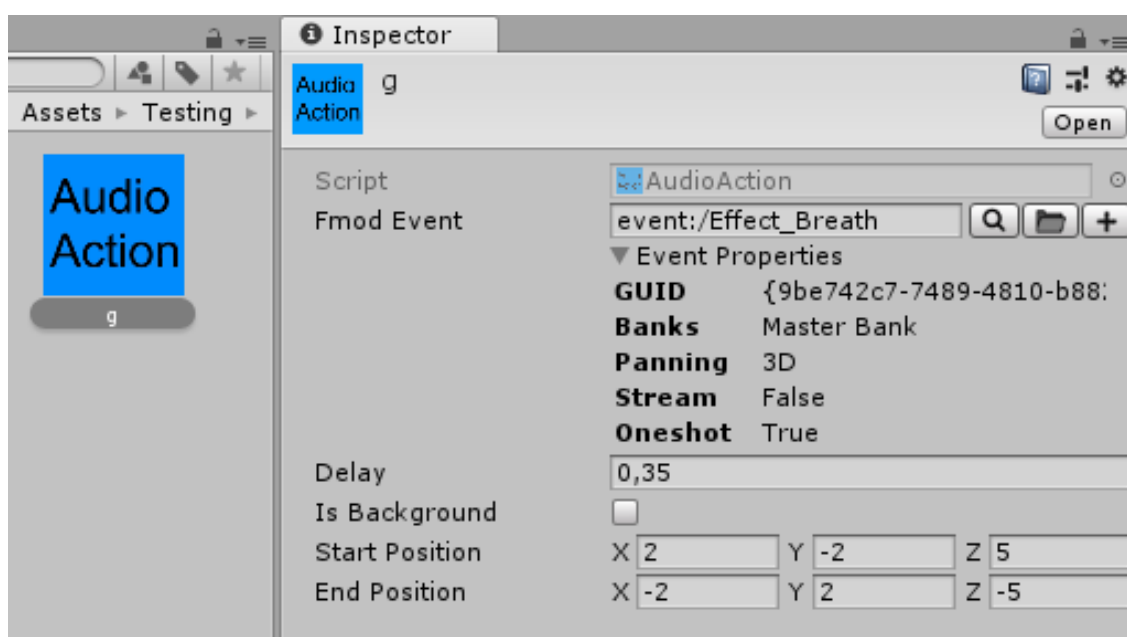 Inspector
Audio
Action
g
Open
Assets ▸ Testing ▸
Audio
Action
g
Script AudioAction
Fmod Event event:/Effect_Breath
Event Properties
GUID {9be742c7-7489-4810-b88
Banks Master Bank
Panning 3D
Stream False
Oneshot True
Delay 0,35
Is Background
Start Position X 2 Y -2 Z 5
End Position X -2 Y 2 Z -5